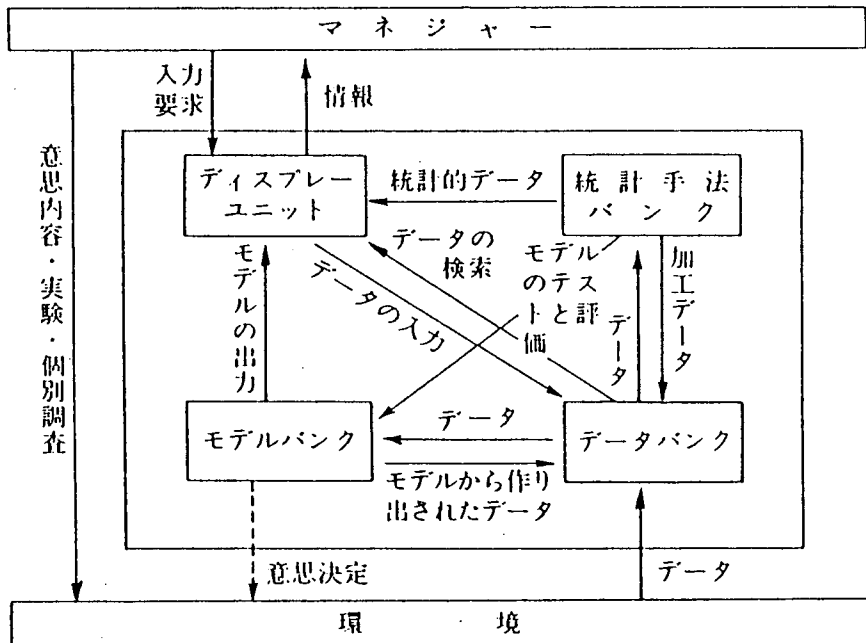 マネジャー
入力
要求
情報
意思内容・実験・個別調査
ディスプレー
ユニット
統計的データ
統計手法
バンク
データの
検索
モデル
のテス
トと評
価
加工データ
モデルの出力
データの入力
データ
モデルバンク
データ
データバンク
モデルから作り
出されたデータ
意思決定
データ
環境